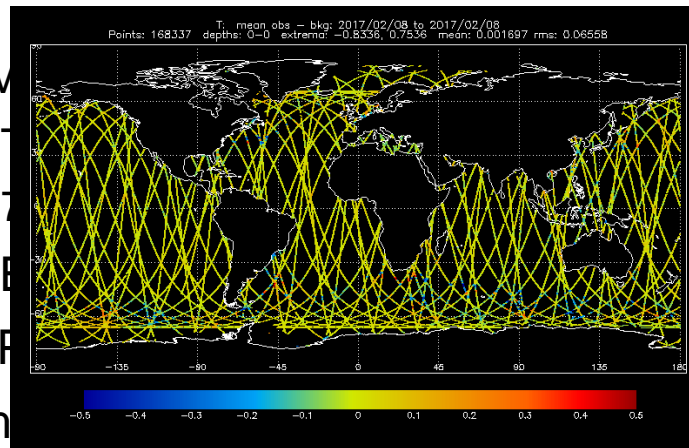 T: mean obs - bkg: 2017/02/08 to 2017/02/08
Points: 168337 depths: 0-0 extrema: -0.8336, 0.7536 mean: 0.001697 rms: 0.06558
90
60
30
0
-30
-60
-90
-180 -135 -90 -45 0 45 90 135 180
-0.5 -0.4 -0.3 -0.2 -0.1 0 0.1 0.2 0.3 0.4 0.5